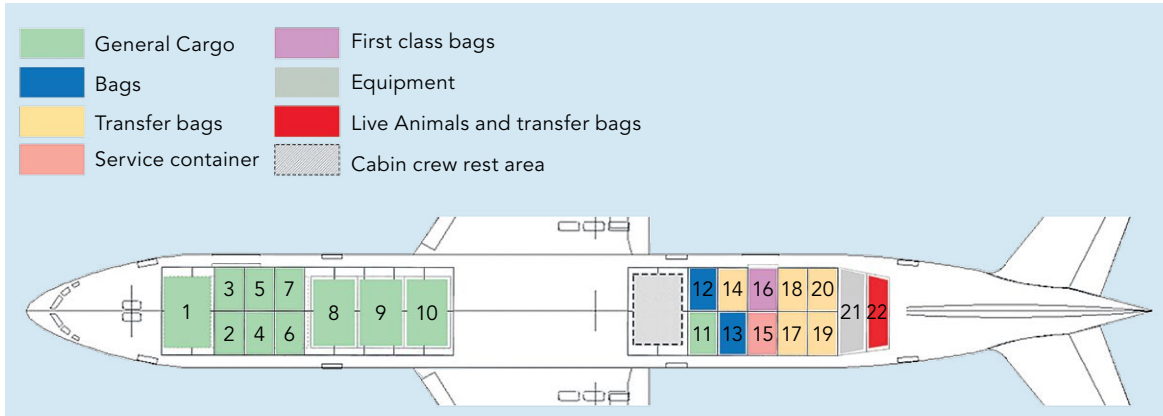 General Cargo
First class bags
Bags
Equipment
Transfer bags
Live Animals and transfer bags
Service container
Cabin crew rest area
3 5 7
12 14 16 18 20
1
8 9 10
21 22
2 4 6
11 13 15 17 19